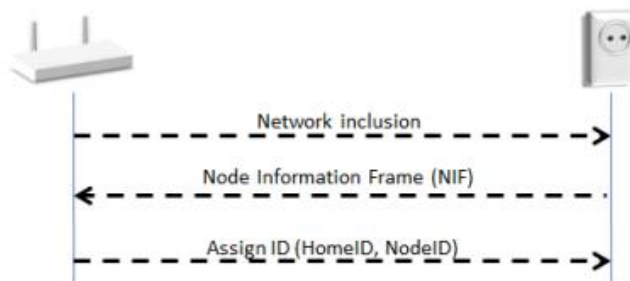 Network inclusion
Node Information Frame (NIF)
Assign ID (HomeID, NodeID)